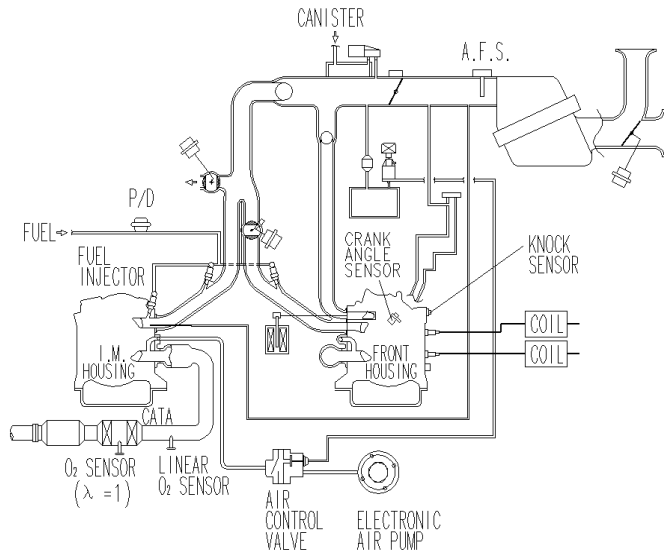 CANISTER
A.F.S.
P/D
FUEL
FUEL
INJECTOR
CRANK
ANGLE
SENSOR
KNOCK
SENSOR
COIL
COIL
I.M.
HOUSING
FRONT
HOUSING
CATA
O₂ SENSOR
(λ =1)
LINEAR
O₂ SENSOR
AIR
CONTROL
VALVE
ELECTRONIC
AIR PUMP